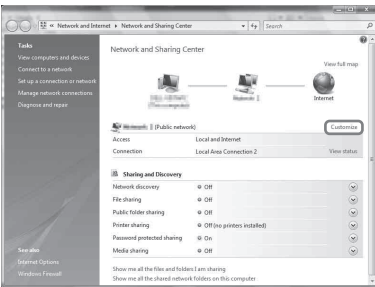 « Network and Internet ▸ Network and Sharing Center
Search
Tasks
View computers and devices
Connect to a network
Set up a connection or network
Manage network connections
Diagnose and repair
See also
Internet Options
Windows Firewall
Network and Sharing Center
View full map
Internet
(Public network)
Customize
Access Local and Internet
Connection Local Area Connection 2 View status
Sharing and Discovery
Network discovery Off
File sharing Off
Public folder sharing Off
Printer sharing Off (no printers installed)
Password protected sharing On
Media sharing Off
Show me all the files and folders I am sharing
Show me all the shared network folders on this computer